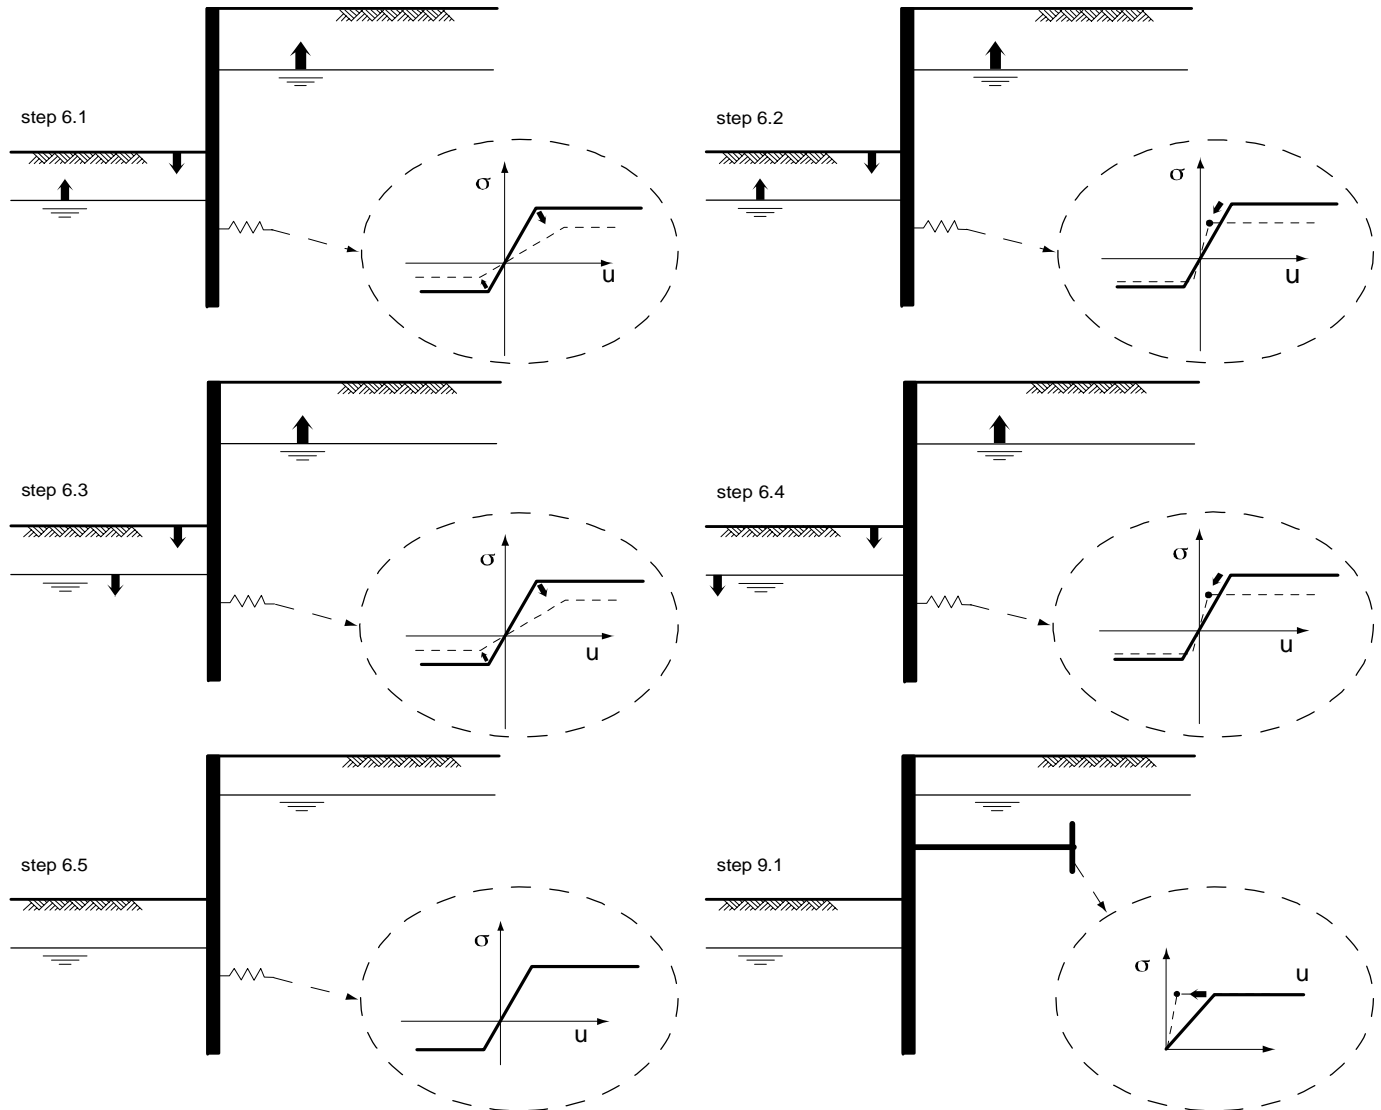 step 6.1
σ
u
step 6.2
σ
u
step 6.3
σ
u
step 6.4
σ
u
step 6.5
σ
u
step 9.1
σ
u